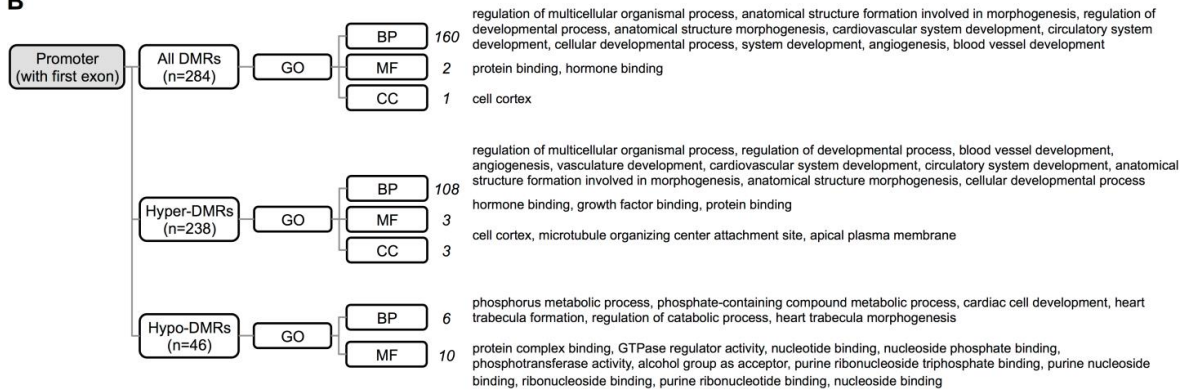 B
regulation of multicellular organismal process, anatomical structure formation involved in morphogenesis, regulation of
developmental process, anatomical structure morphogenesis, cardiovascular system development, circulatory system
development, cellular developmental process, system development, angiogenesis, blood vessel development
BP 160
Promoter
(with first exon)
All DMRs
(n=284)
GO
MF 2 protein binding, hormone binding
CC 1 cell cortex
regulation of multicellular organismal process, regulation of developmental process, blood vessel development,
angiogenesis, vasculature development, cardiovascular system development, circulatory system development, anatomical
structure formation involved in morphogenesis, anatomical structure morphogenesis, cellular developmental process
BP 108
hormone binding, growth factor binding, protein binding
Hyper-DMRs
(n=238)
GO
MF 3
cell cortex, microtubule organizing center attachment site, apical plasma membrane
CC 3
phosphorus metabolic process, phosphate-containing compound metabolic process, cardiac cell development, heart
trabecula formation, regulation of catabolic process, heart trabecula morphogenesis
BP 6
Hypo-DMRs
(n=46)
GO
MF 10
protein complex binding, GTPase regulator activity, nucleotide binding, nucleoside phosphate binding,
phosphotransferase activity, alcohol group as acceptor, purine ribonucleoside triphosphate binding, purine nucleoside
binding, ribonucleoside binding, purine ribonucleotide binding, nucleoside binding